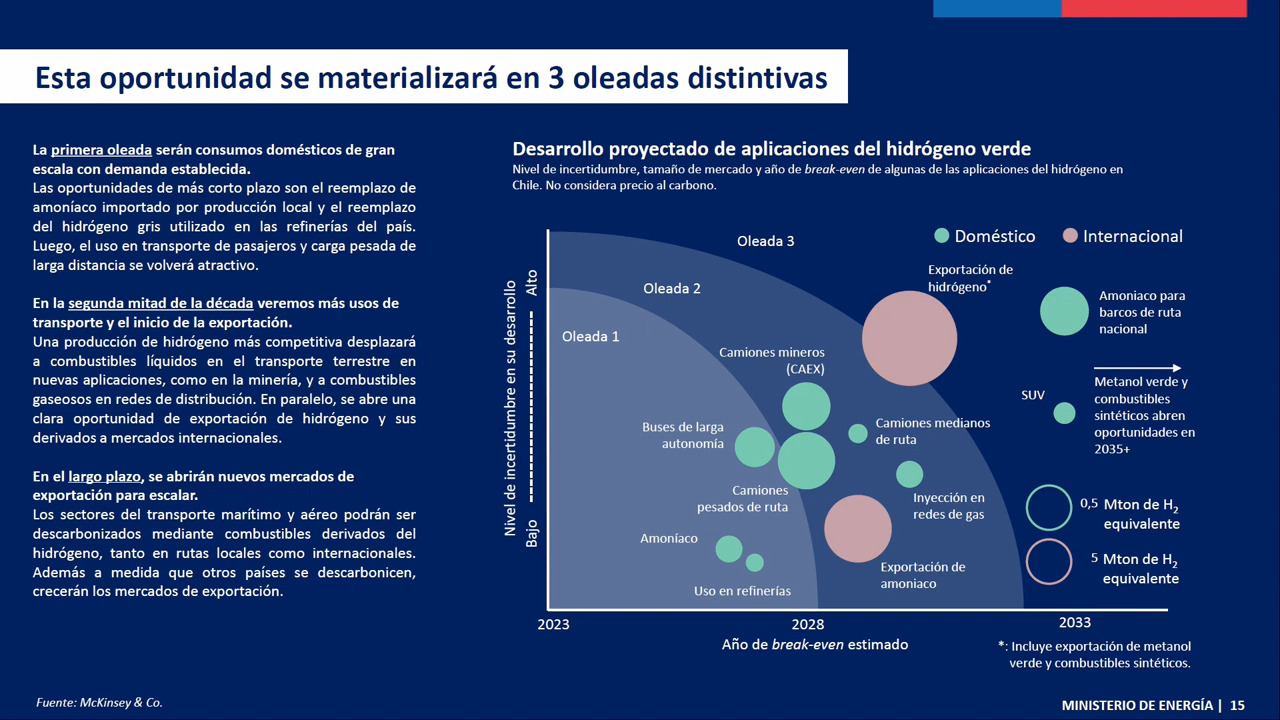 Esta oportunidad se materializará en 3 oleadas distintivas
La primera oleada serán consumos domésticos de gran
escala con demanda establecida.
Las oportunidades de más corto plazo son el reemplazo de
amoníaco importado por producción local y el reemplazo
del hidrógeno gris utilizado en las refinerías del país.
Luego, el uso en transporte de pasajeros y carga pesada de
larga distancia se volverá atractivo.
En la segunda mitad de la década veremos más usos de
transporte y el inicio de la exportación.
Una producción de hidrógeno más competitiva desplazará
a combustibles líquidos en el transporte terrestre en
nuevas aplicaciones, como en la minería, y a combustibles
gaseosos en redes de distribución. En paralelo, se abre una
clara oportunidad de exportación de hidrógeno y sus
derivados a mercados internacionales.
En el largo plazo, se abrirán nuevos mercados de
exportación para escalar.
Los sectores del transporte marítimo y aéreo podrán ser
descarbonizados mediante combustibles derivados del
hidrógeno, tanto en rutas locales como internacionales.
Además a medida que otros países se descarbonicen,
crecerán los mercados de exportación.
Desarrollo proyectado de aplicaciones del hidrógeno verde
Nivel de incertidumbre, tamaño de mercado y año de break-even de algunas de las aplicaciones del hidrógeno en
Chile. No considera precio al carbono.
Doméstico
Internacional
Nivel de incertidumbre en su desarrollo
Alto
Bajo
Oleada 3
Oleada 2
Oleada 1
Exportación de
hidrógeno*
Amoniaco para
barcos de ruta
nacional
Camiones mineros
(CAEX)
Metanol verde y
combustibles
sintéticos abren
oportunidades en
2035+
SUV
Buses de larga
autonomía
Camiones medianos
de ruta
Camiones
pesados de ruta
Inyección en
redes de gas
Amoníaco
Uso en refinerías
Exportación de
amoniaco
0,5 Mton de H2
equivalente
5 Mton de H2
equivalente
2023
2028
2033
Año de break-even estimado
*: Incluye exportación de metanol
verde y combustibles sintéticos.
Fuente: McKinsey & Co.
MINISTERIO DE ENERGÍA | 15